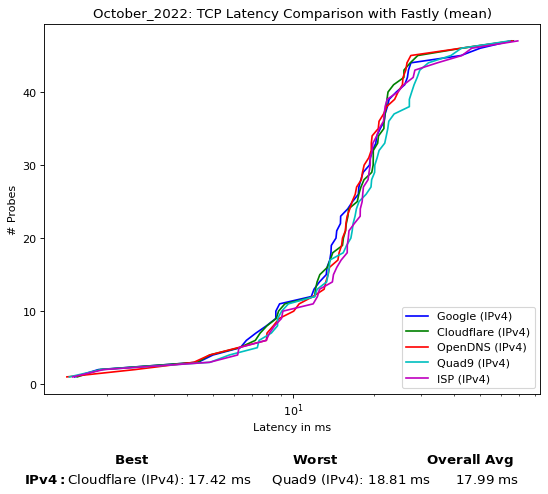 October_2022: TCP Latency Comparison with Fastly (mean)
# Probes
40
30
20
10
0
10^1
Latency in ms
Google (IPv4)
Cloudflare (IPv4)
OpenDNS (IPv4)
Quad9 (IPv4)
ISP (IPv4)
Best Worst Overall Avg
IPv4: Cloudflare (IPv4): 17.42 ms Quad9 (IPv4): 18.81 ms 17.99 ms